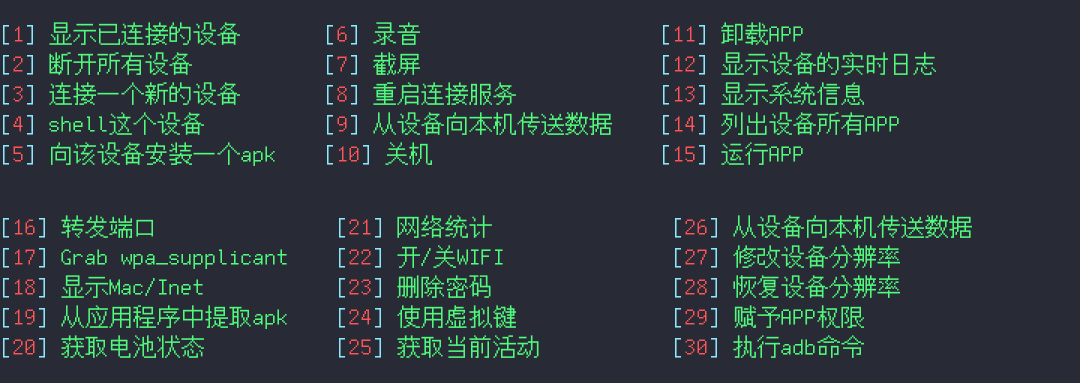 [1] 显示已连接的设备 [6] 录音 [11] 卸载APP
[2] 断开所有设备 [7] 截屏 [12] 显示设备的实时日志
[3] 连接一个新的设备 [8] 重启连接服务 [13] 显示系统信息
[4] shell这个设备 [9] 从设备向本机传送数据 [14] 列出设备所有APP
[5] 向该设备安装一个apk [10] 关机 [15] 运行APP
[16] 转发端口 [21] 网络统计 [26] 从设备向本机传送数据
[17] Grab wpa_supplicant [22] 开/关WIFI [27] 修改设备分辨率
[18] 显示Mac/Inet [23] 删除密码 [28] 恢复设备分辨率
[19] 从应用程序中提取apk [24] 使用虚拟键 [29] 赋予APP权限
[20] 获取电池状态 [25] 获取当前活动 [30] 执行adb命令